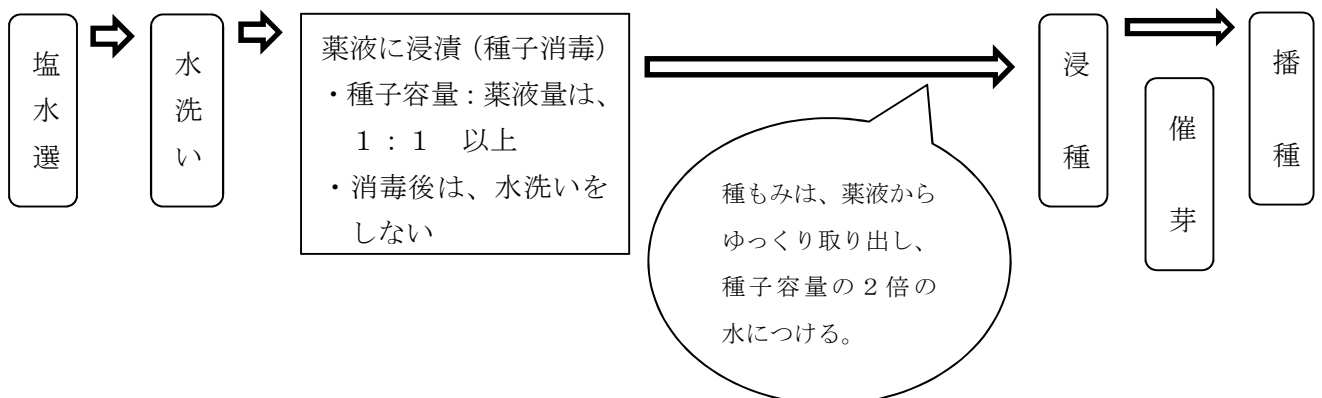 塩水選
水洗い
薬液に浸漬（種子消毒）
・種子容量：薬液量は、
１：１　以上
・消毒後は、水洗いを
しない
種もみは、薬液から
ゆっくり取り出し、
種子容量の２倍の
水につける。
浸種
催芽
播種